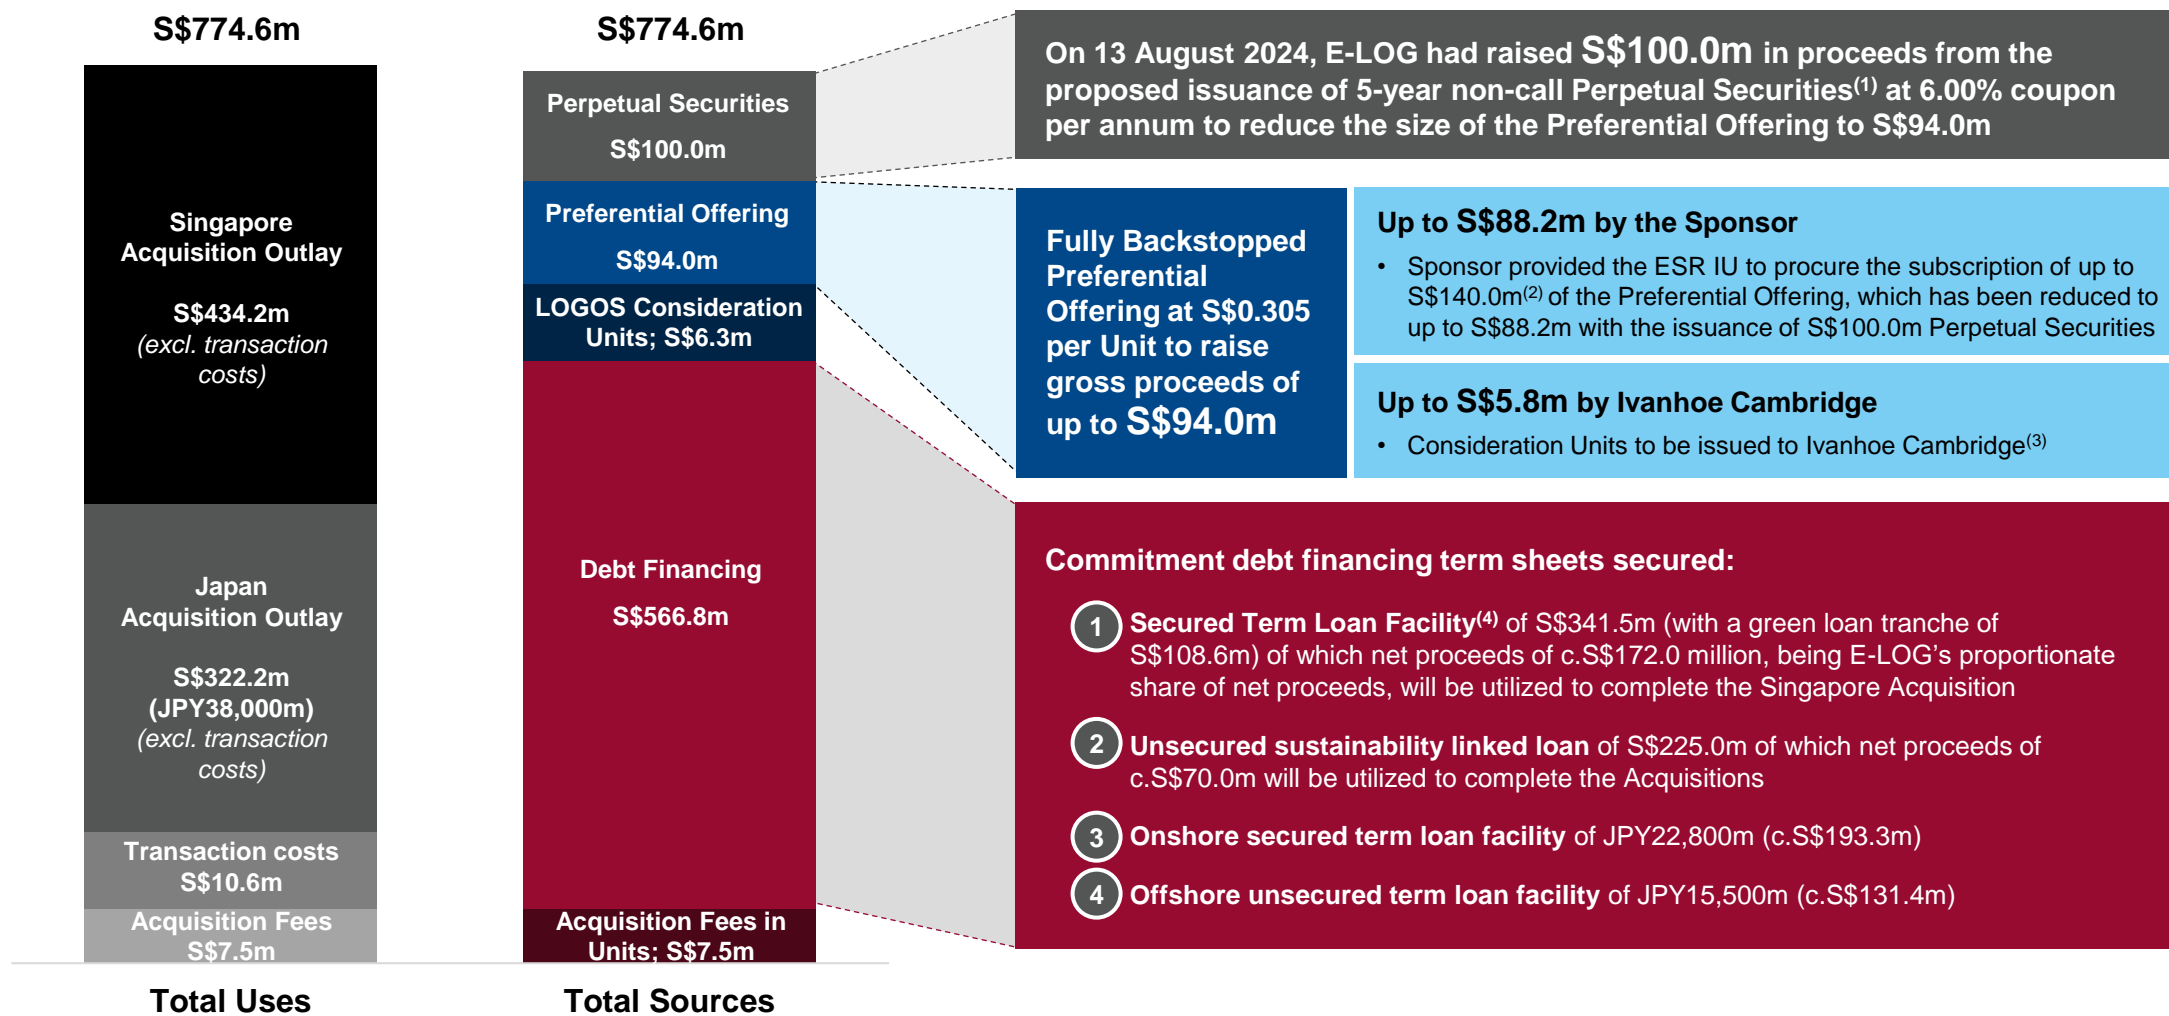 S$774.6m
Singapore
Acquisition Outlay
S$434.2m
(excl. transaction
costs)
Japan
Acquisition Outlay
S$322.2m
(JPY38,000m)
(excl. transaction
costs)
Transaction costs
S$10.6m
Acquisition Fees
S$7.5m
Total Uses
S$774.6m
Perpetual Securities
S$100.0m
Preferential Offering
S$94.0m
LOGOS Consideration
Units; S$6.3m
Debt Financing
S$566.8m
Acquisition Fees in
Units; S$7.5m
Total Sources
On 13 August 2024, E-LOG had raised S$100.0m in proceeds from the
proposed issuance of 5-year non-call Perpetual Securities(1) at 6.00% coupon
per annum to reduce the size of the Preferential Offering to S$94.0m
Fully Backstopped
Preferential
Offering at S$0.305
per Unit to raise
gross proceeds of
up to S$94.0m
Up to S$88.2m by the Sponsor
• Sponsor provided the ESR IU to procure the subscription of up to
S$140.0m(2) of the Preferential Offering, which has been reduced to
up to S$88.2m with the issuance of S$100.0m Perpetual Securities
Up to S$5.8m by Ivanhoe Cambridge
• Consideration Units to be issued to Ivanhoe Cambridge(3)
Commitment debt financing term sheets secured:
1 Secured Term Loan Facility(4) of S$341.5m (with a green loan tranche of
S$108.6m) of which net proceeds of c.S$172.0 million, being E-LOG’s proportionate
share of net proceeds, will be utilized to complete the Singapore Acquisition
2 Unsecured sustainability linked loan of S$225.0m of which net proceeds of
c.S$70.0m will be utilized to complete the Acquisitions
3 Onshore secured term loan facility of JPY22,800m (c.S$193.3m)
4 Offshore unsecured term loan facility of JPY15,500m (c.S$131.4m)